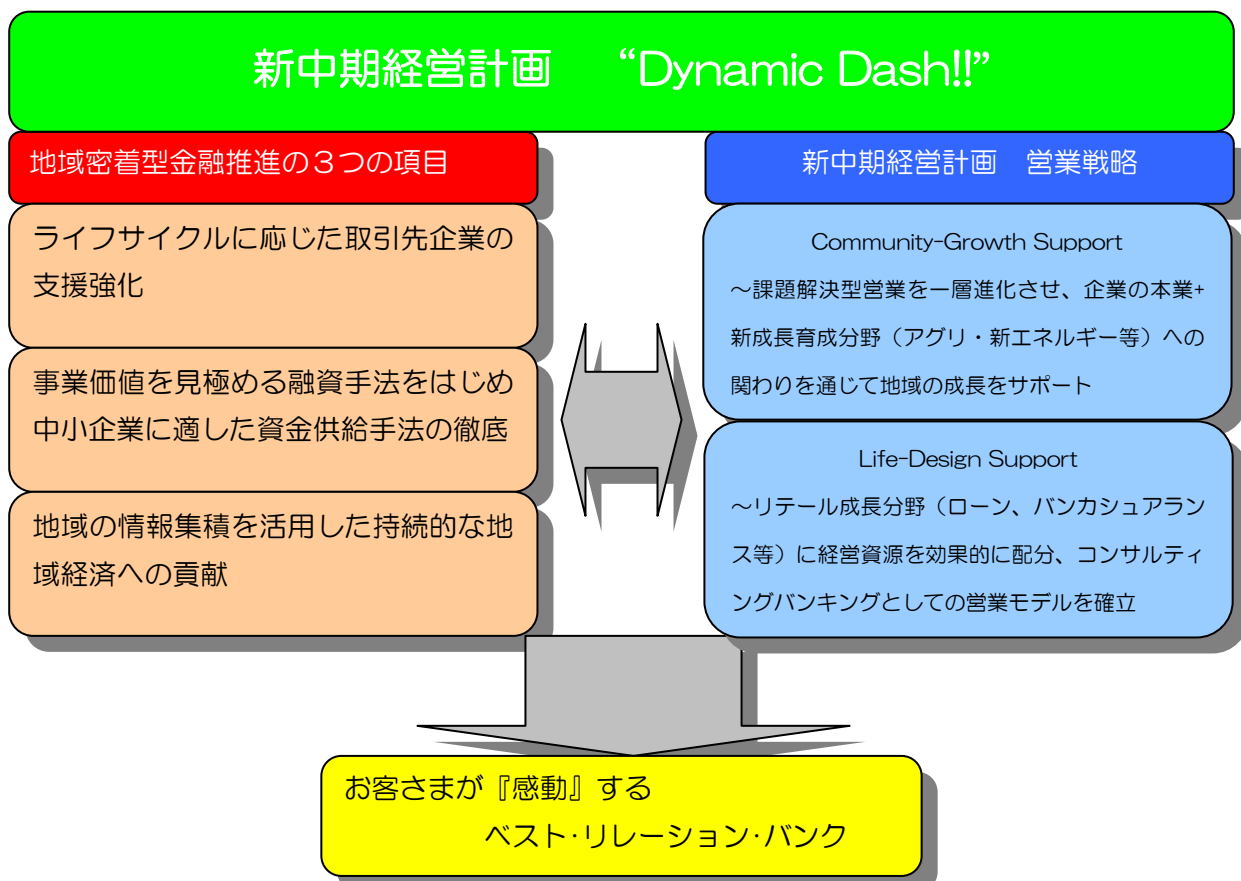 新中期経営計画　“Dynamic Dash!!”
地域密着型金融推進の３つの項目
ライフサイクルに応じた取引先企業の
支援強化
事業価値を見極める融資手法をはじめ
中小企業に適した資金供給手法の徹底
地域の情報集積を活用した持続的な地
域経済への貢献
新中期経営計画　営業戦略
Community-Growth Support
～課題解決型営業を一層進化させ、企業の本業+
新成長育成分野（アグリ・新エネルギー等）への
関わりを通じて地域の成長をサポート
Life-Design Support
～リテール成長分野（ローン、バンカシュアラン
ス等）に経営資源を効果的に配分、コンサルティ
ングバンキングとしての営業モデルを確立
お客さまが『感動』する
ベスト･リレーション･バンク